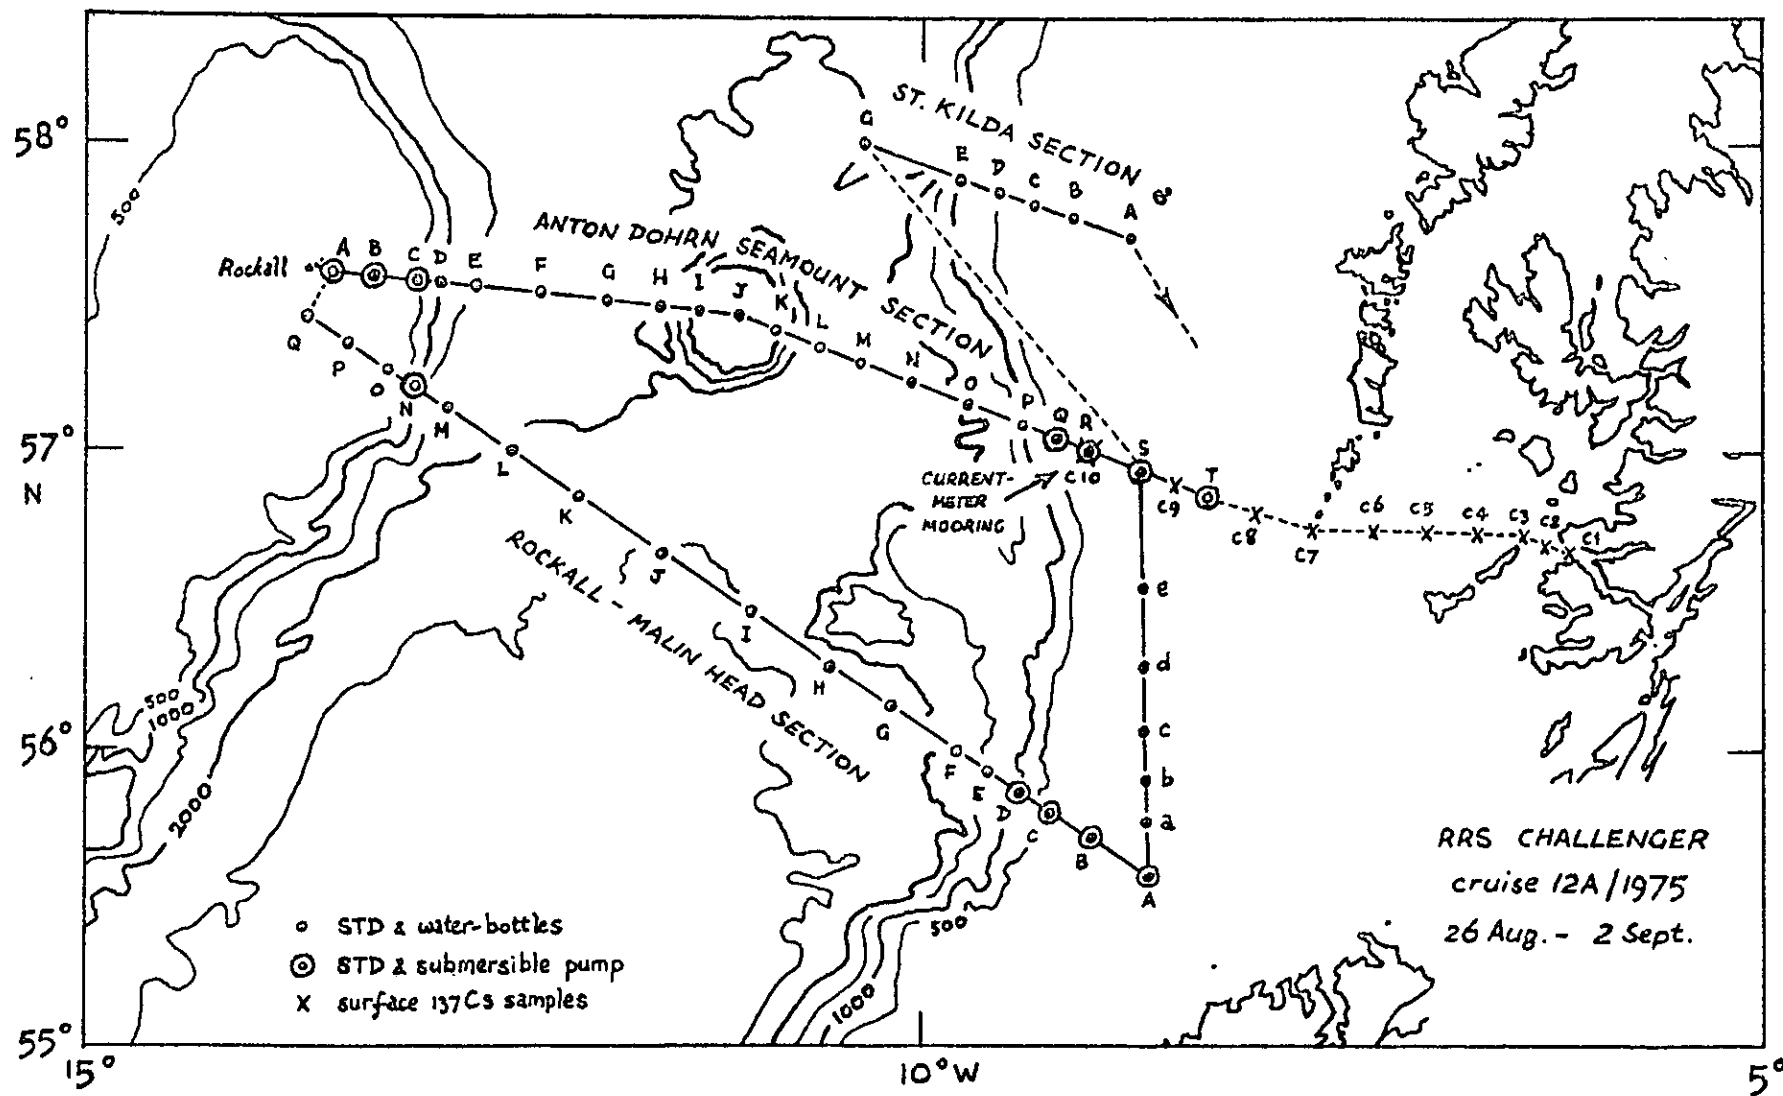 58°
57°
N
56°
55°
15°
10°W
5°
ST. KILDA SECTION
G
E
D
C
B
A
ANTON DOHRN SEAMOUNT SECTION
Rockall
A
B
C
D
E
F
G
H
I
J
K
L
M
N
O
P
Q
R
S
T
C10
C9
C8
C7
C6
C5
C4
C3
C2
C1
CURRENT-
METER
MOORING
ROCKALL - MALIN HEAD SECTION
Q
P
O
N
M
L
K
J
I
H
G
F
E
D
C
B
A
e
d
c
b
a
500
500
1000
2000
500
1000
o STD & water-bottles
STD & submersible pump
x surface 137Cs samples
RRS CHALLENGER
cruise 12A/1975
26 Aug. - 2 Sept.